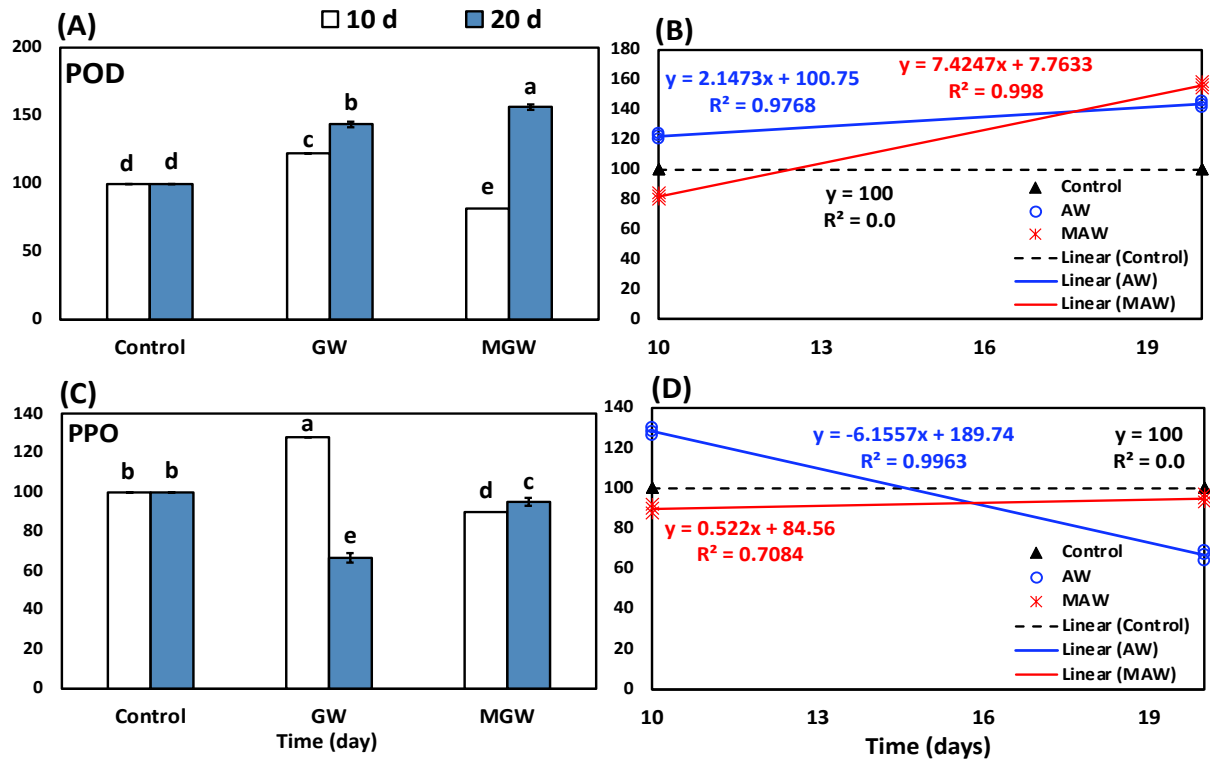 (A)
10 d
20 d
POD
200
150
100
50
0
d
d
c
b
e
a
Control
GW
MGW
(B)
180
160
140
120
100
80
60
40
20
0
y = 2.1473x + 100.75
R² = 0.9768
y = 7.4247x + 7.7633
R² = 0.998
y = 100
R² = 0.0
Control
AW
MAW
Linear (Control)
Linear (AW)
Linear (MAW)
10
13
16
19
(C)
PPO
140
120
100
80
60
40
20
0
b
b
a
e
d
c
Control
GW
MGW
Time (day)
(D)
140
120
100
80
60
40
20
0
y = -6.1557x + 189.74
R² = 0.9963
y = 100
R² = 0.0
y = 0.522x + 84.56
R² = 0.7084
Control
AW
MAW
Linear (Control)
Linear (AW)
Linear (MAW)
10
13
16
19
Time (days)